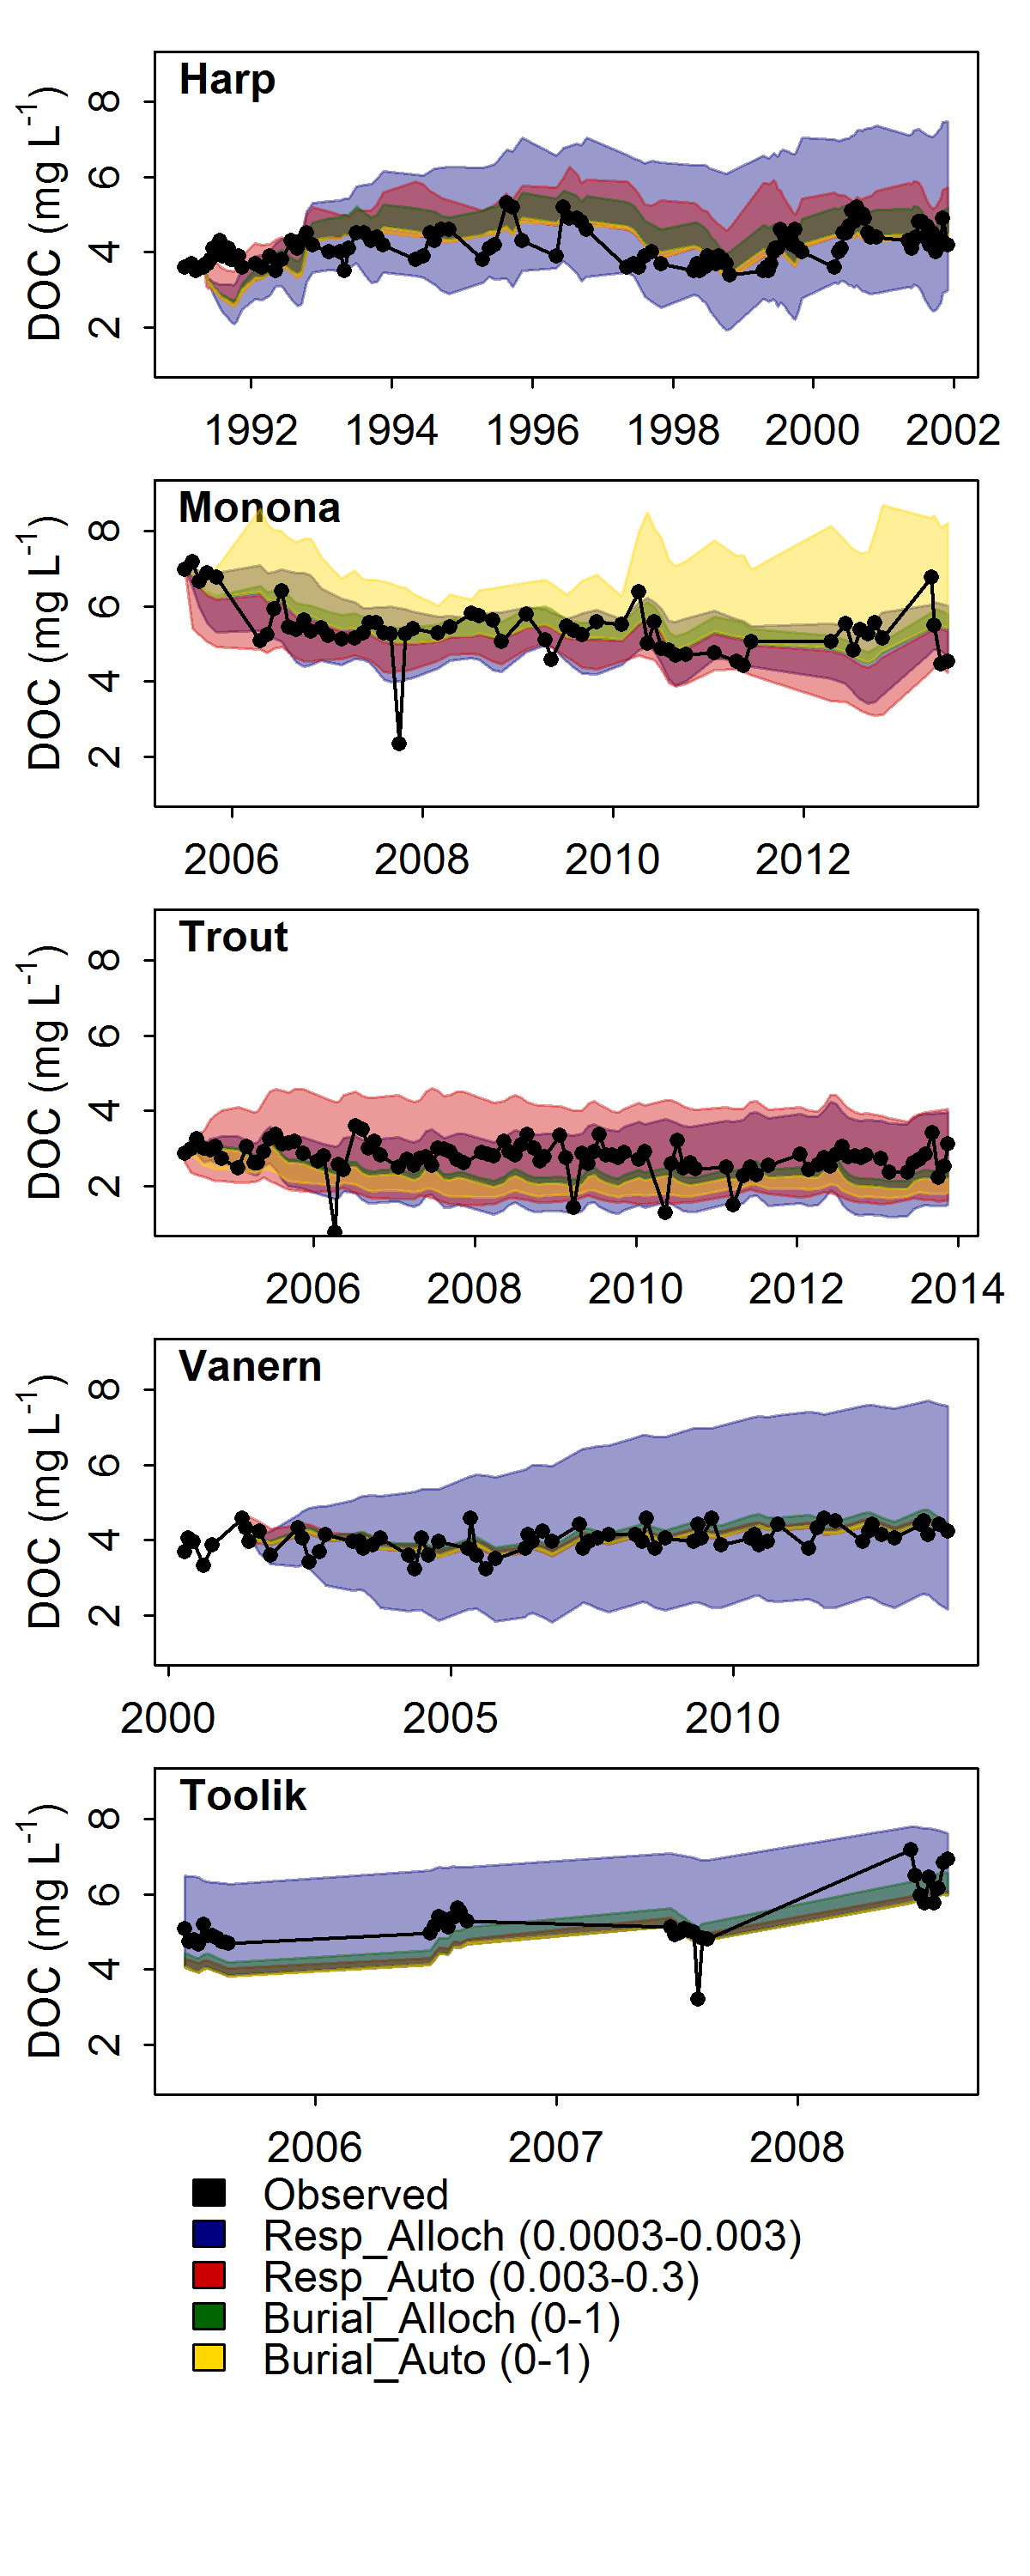 Harp
DOC (mg L-1)
8
6
4
2
1992 1994 1996 1998 2000 2002
Monona
DOC (mg L-1)
8
6
4
2
2006 2008 2010 2012
Trout
DOC (mg L-1)
8
6
4
2
2006 2008 2010 2012 2014
Vanern
DOC (mg L-1)
8
6
4
2
2000 2005 2010
Toolik
DOC (mg L-1)
8
6
4
2
2006 2007 2008
Observed
Resp_Alloch (0.0003-0.003)
Resp_Auto (0.003-0.3)
Burial_Alloch (0-1)
Burial_Auto (0-1)